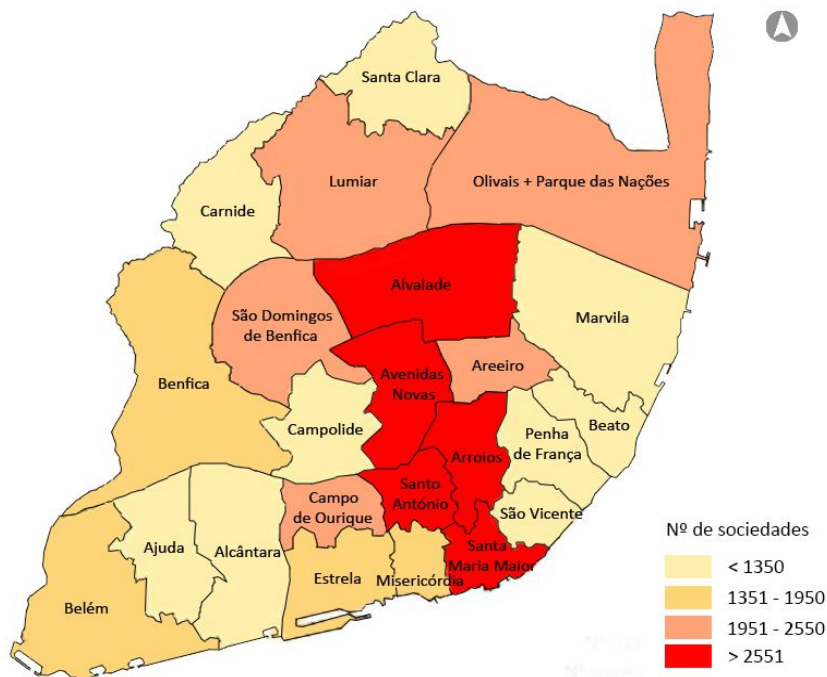 Santa Clara
Lumiar
Olivais + Parque das Nações
Carnide
Alvalade
São Domingos
de Benfica
Marvila
Benfica
Avenidas
Novas
Areeiro
Campolide
Beato
Penha
de França
Arroios
Santo
António
Campo
de Ourique
São Vicente
Ajuda
Alcântara
Santa
Maria Maior
Estrela
Misericórdia
Belém
Nº de sociedades
< 1350
1351 - 1950
1951 - 2550
> 2551